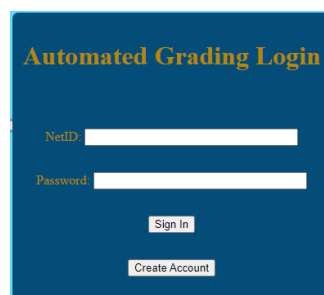 Automated Grading Login
NetID:
Password:
Sign In
Create Account